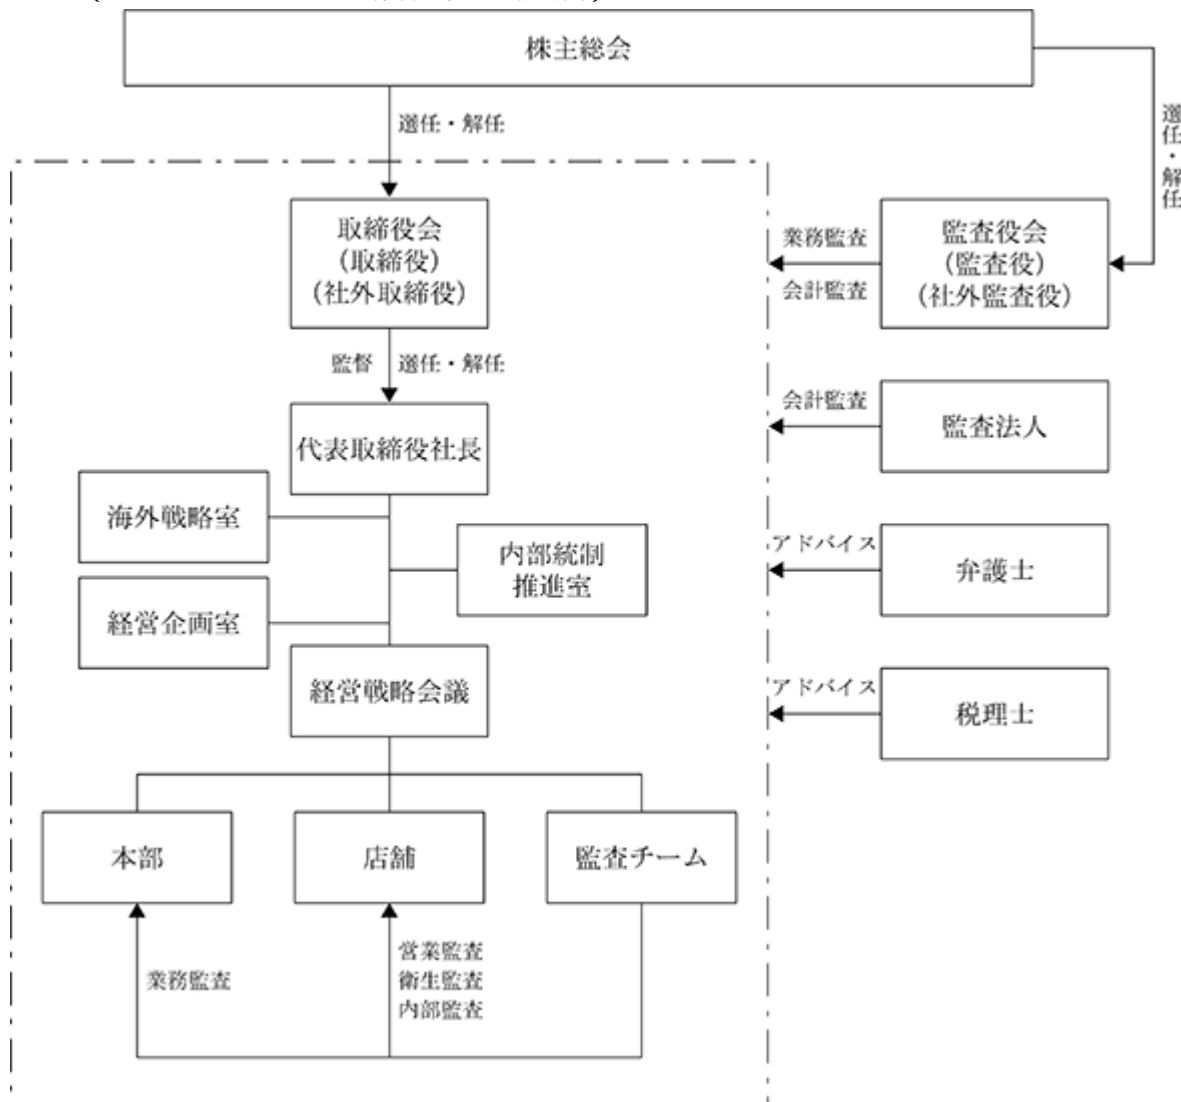 株主総会
選任・解任
選任・解任
取締役会
(取締役)
(社外取締役)
業務監査
会計監査
監査役会
(監査役)
(社外監査役)
監督
選任・解任
代表取締役社長
会計監査
監査法人
海外戦略室
内部統制
推進室
アドバイス
弁護士
経営企画室
経営戦略会議
アドバイス
税理士
本部
店舗
監査チーム
業務監査
営業監査
衛生監査
内部監査